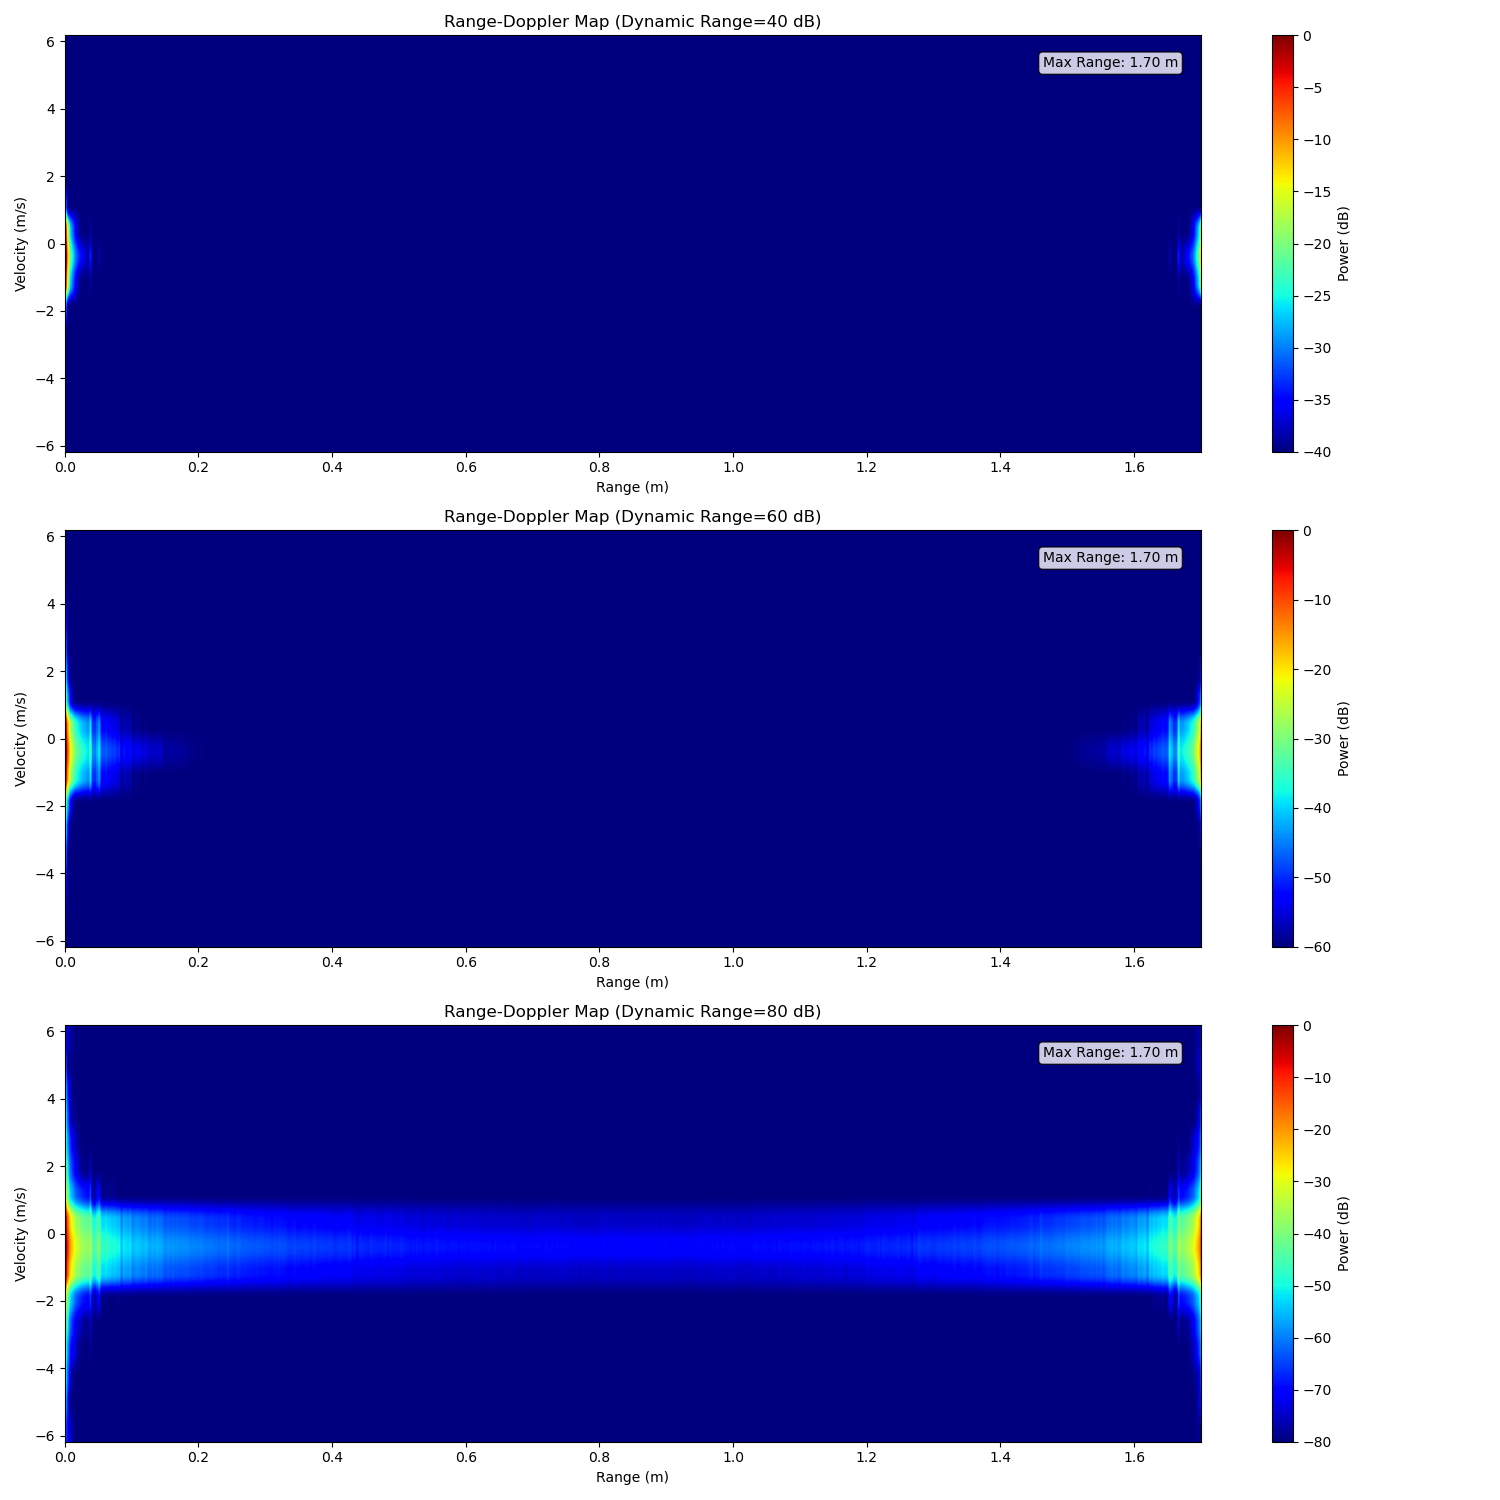 Range-Doppler Map (Dynamic Range=40 dB)
Max Range: 1.70 m
6
4
2
0
−2
−4
−6
Velocity (m/s)
0.0 0.2 0.4 0.6 0.8 1.0 1.2 1.4 1.6
Range (m)
0
−5
−10
−15
−20
−25
−30
−35
−40
Power (dB)
Range-Doppler Map (Dynamic Range=60 dB)
Max Range: 1.70 m
6
4
2
0
−2
−4
−6
Velocity (m/s)
0.0 0.2 0.4 0.6 0.8 1.0 1.2 1.4 1.6
Range (m)
0
−10
−20
−30
−40
−50
−60
Power (dB)
Range-Doppler Map (Dynamic Range=80 dB)
Max Range: 1.70 m
6
4
2
0
−2
−4
−6
Velocity (m/s)
0.0 0.2 0.4 0.6 0.8 1.0 1.2 1.4 1.6
Range (m)
0
−10
−20
−30
−40
−50
−60
−70
−80
Power (dB)